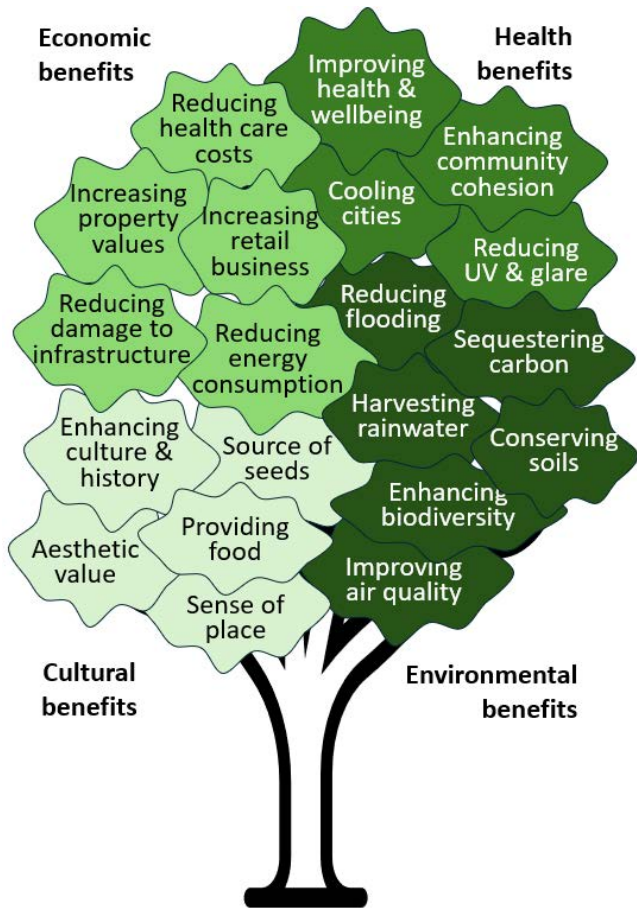 Economic
benefits
Health
benefits
Improving
health &
wellbeing
Reducing
health care
costs
Enhancing
community
cohesion
Increasing
property
values
Increasing
retail
business
Cooling
cities
Reducing
UV & glare
Reducing
damage to
infrastructure
Reducing
energy
consumption
Reducing
flooding
Sequestering
carbon
Enhancing
culture &
history
Source of
seeds
Harvesting
rainwater
Conserving
soils
Aesthetic
value
Providing
food
Enhancing
biodiversity
Sense of
place
Improving
air quality
Cultural
benefits
Environmental
benefits